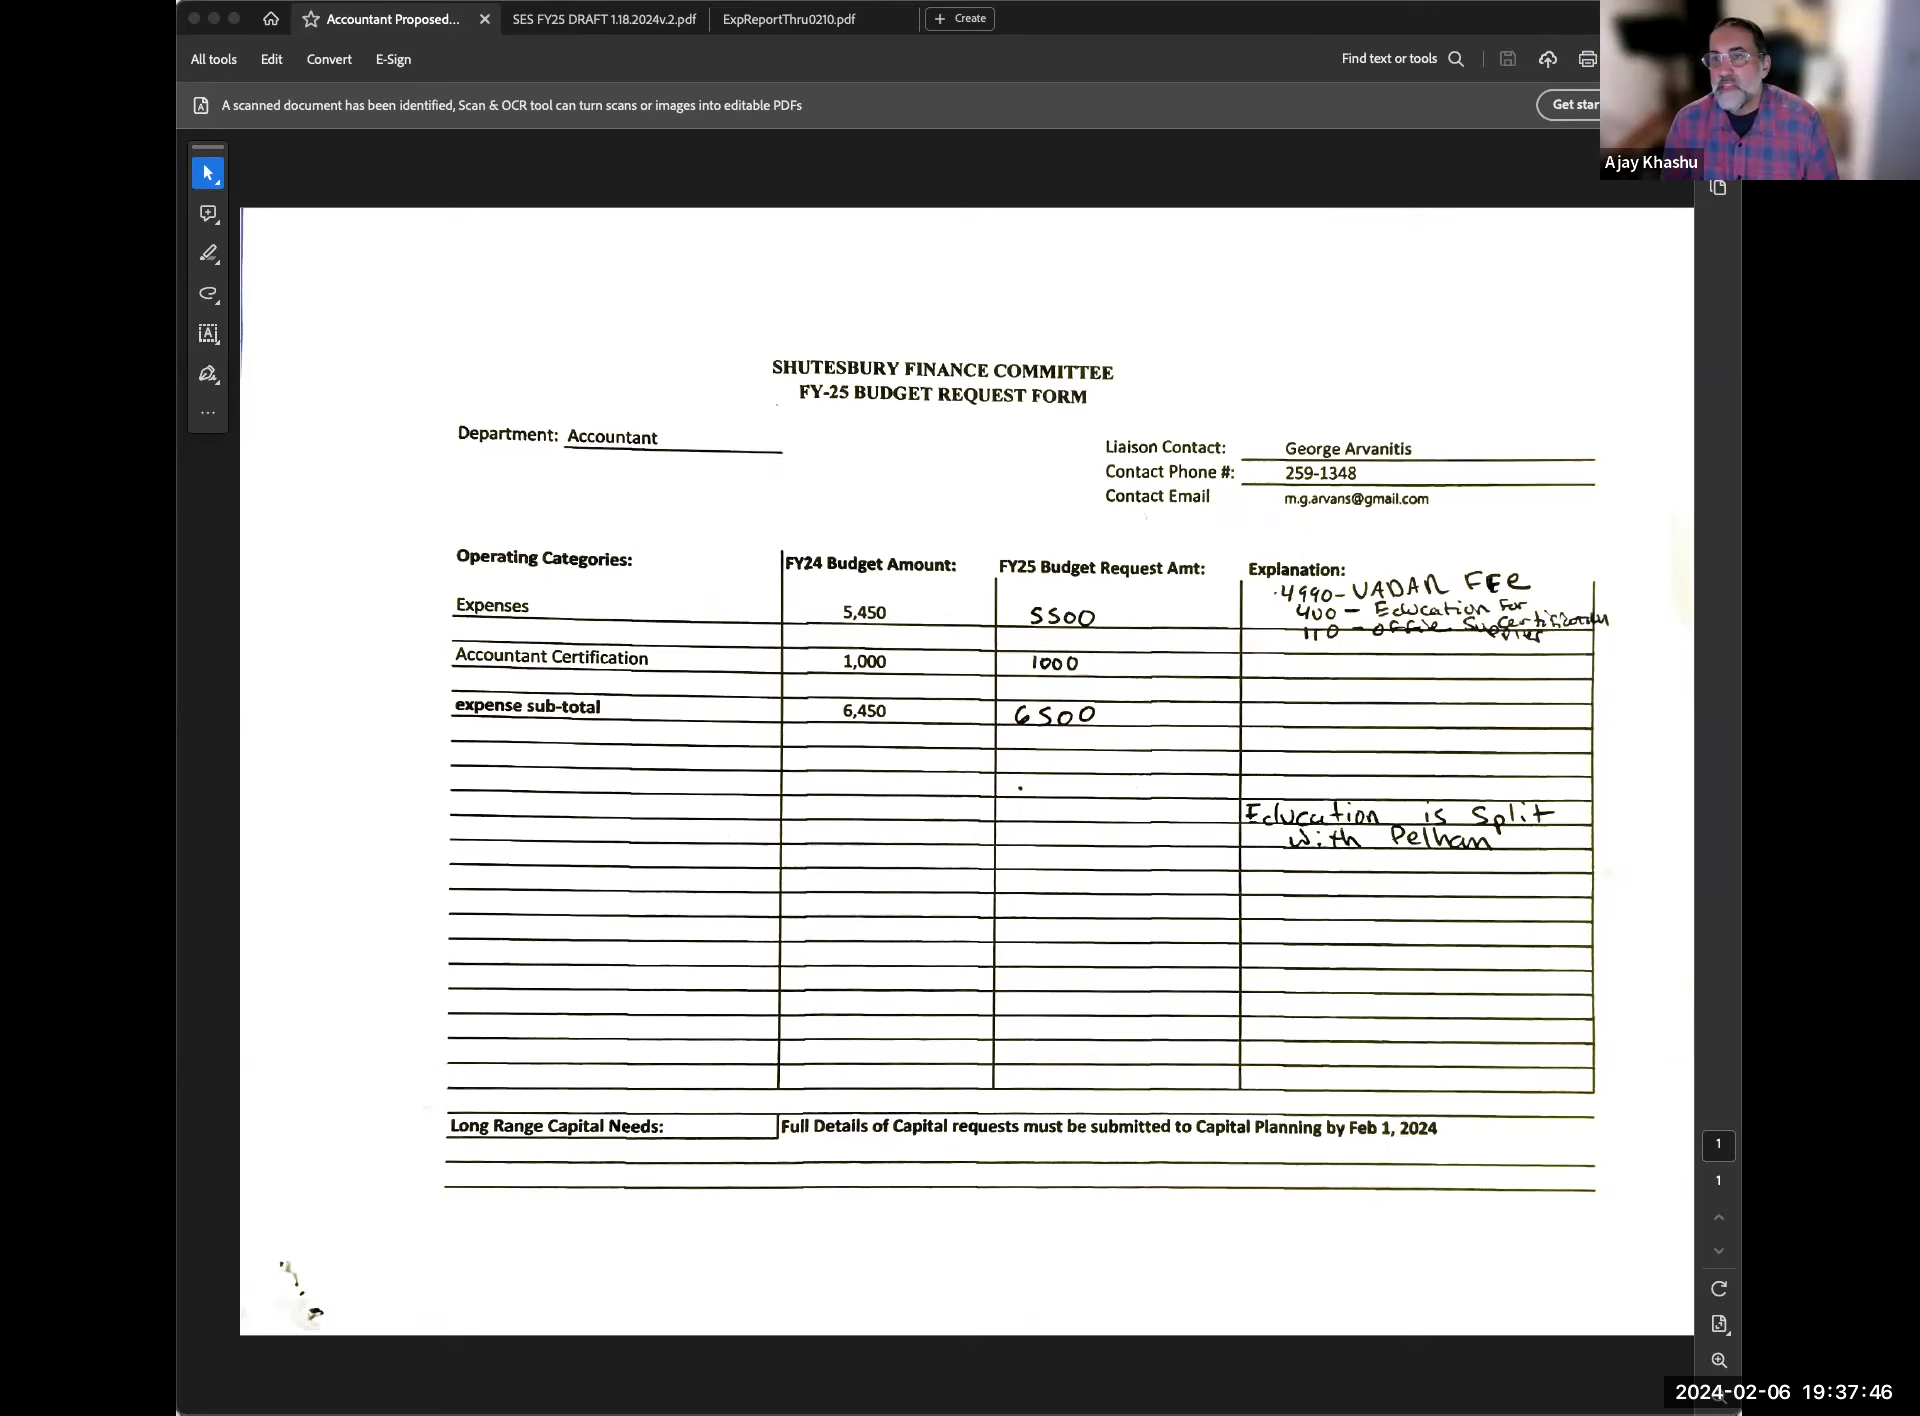 Accountant Proposed...
SES FY25 DRAFT 1.18.2024v.2.pdf
ExpReportThru0210.pdf
+ Create
All tools
Edit
Convert
E-Sign
Find text or tools
A scanned document has been identified, Scan & OCR tool can turn scans or images into editable PDFs
Get star
Ajay Khashu
SHUTESBURY FINANCE COMMITTEE
FY-25 BUDGET REQUEST FORM
Department: Accountant
Liaison Contact: George Arvanitis
Contact Phone #: 259-1348
Contact Email m.g.arvans@gmail.com
Operating Categories: FY24 Budget Amount: FY25 Budget Request Amt: Explanation:
4990 - VADAR FEE
Expenses 5,450 5500 400 - Education For Certification
110 - office Supplies
Accountant Certification 1,000 1000
expense sub-total 6,450 6500
Education is Split
with Pelham
Long Range Capital Needs: Full Details of Capital requests must be submitted to Capital Planning by Feb 1, 2024
1
1
2024-02-06 19:37:46